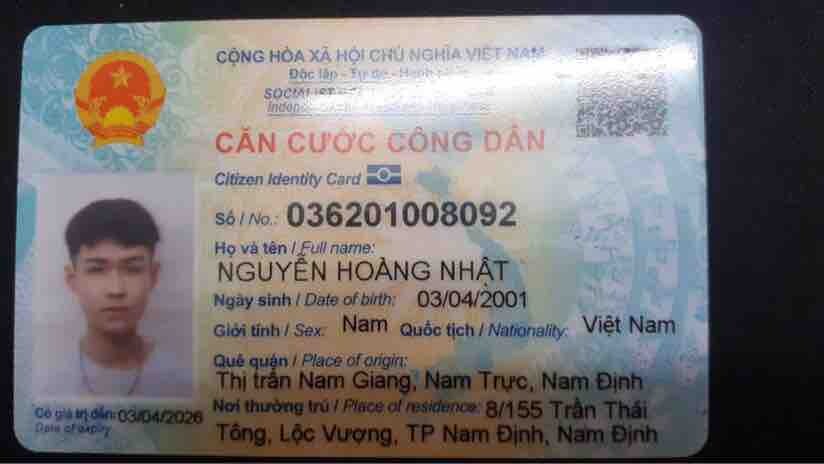 CỘNG HÒA XÃ HỘI CHỦ NGHĨA VIỆT NAM
Độc lập - Tự do - Hạnh
SOCIALIST
CĂN CƯỚC CÔNG DÂN
Citizen Identity Card
Số / No.: 036201008092
Họ và tên / Full name:
NGUYỄN HOÀNG NHẬT
Ngày sinh / Date of birth: 03/04/2001
Giới tính / Sex: Nam Quốc tịch / Nationality: Việt Nam
Quê quán / Place of origin:
Thị trấn Nam Giang, Nam Trực, Nam Định
Có giá trị đến: 03/04/2026
Date of expiry
Nơi thường trú / Place of residence: 8/155 Trần Thái
Tông, Lộc Vượng, TP Nam Định, Nam Định